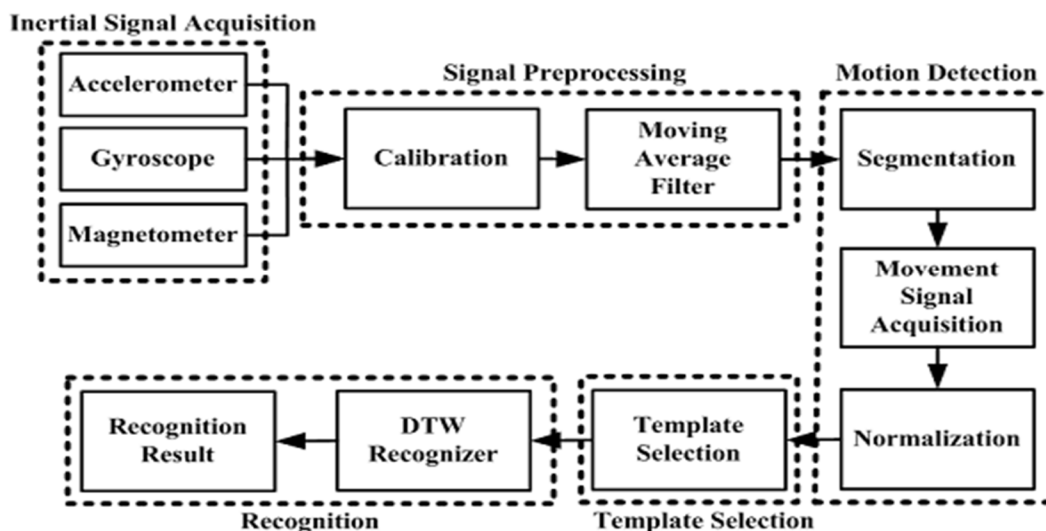 Inertial Signal Acquisition
Accelerometer
Gyroscope
Magnetometer
Signal Preprocessing
Calibration
Moving
Average
Filter
Motion Detection
Segmentation
Movement
Signal
Acquisition
Normalization
Template
Selection
Template Selection
DTW
Recognizer
Recognition
Result
Recognition